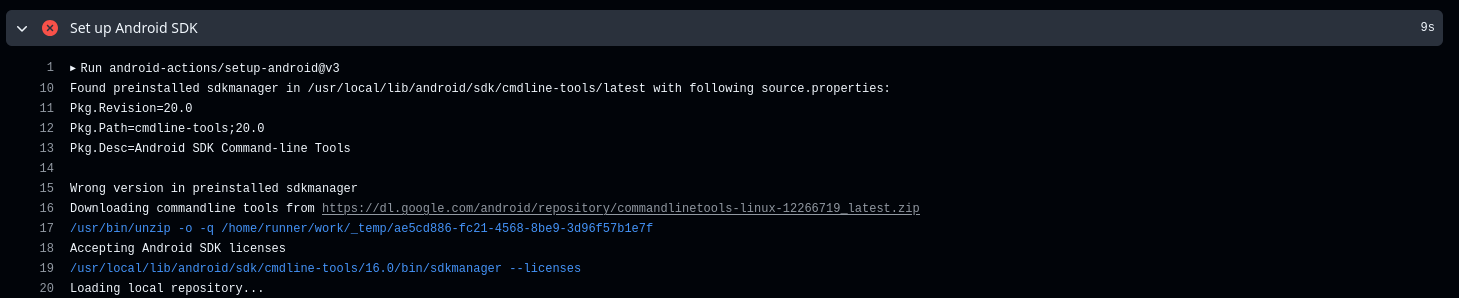 Set up Android SDK 9s
1 ▸ Run android-actions/setup-android@v3
10 Found preinstalled sdkmanager in /usr/local/lib/android/sdk/cmdline-tools/latest with following source.properties:
11 Pkg.Revision=20.0
12 Pkg.Path=cmdline-tools;20.0
13 Pkg.Desc=Android SDK Command-line Tools
14
15 Wrong version in preinstalled sdkmanager
16 Downloading commandline tools from https://dl.google.com/android/repository/commandlinetools-linux-12266719_latest.zip
17 /usr/bin/unzip -o -q /home/runner/work/_temp/ae5cd886-fc21-4568-8be9-3d96f57b1e7f
18 Accepting Android SDK licenses
19 /usr/local/lib/android/sdk/cmdline-tools/16.0/bin/sdkmanager --licenses
20 Loading local repository...